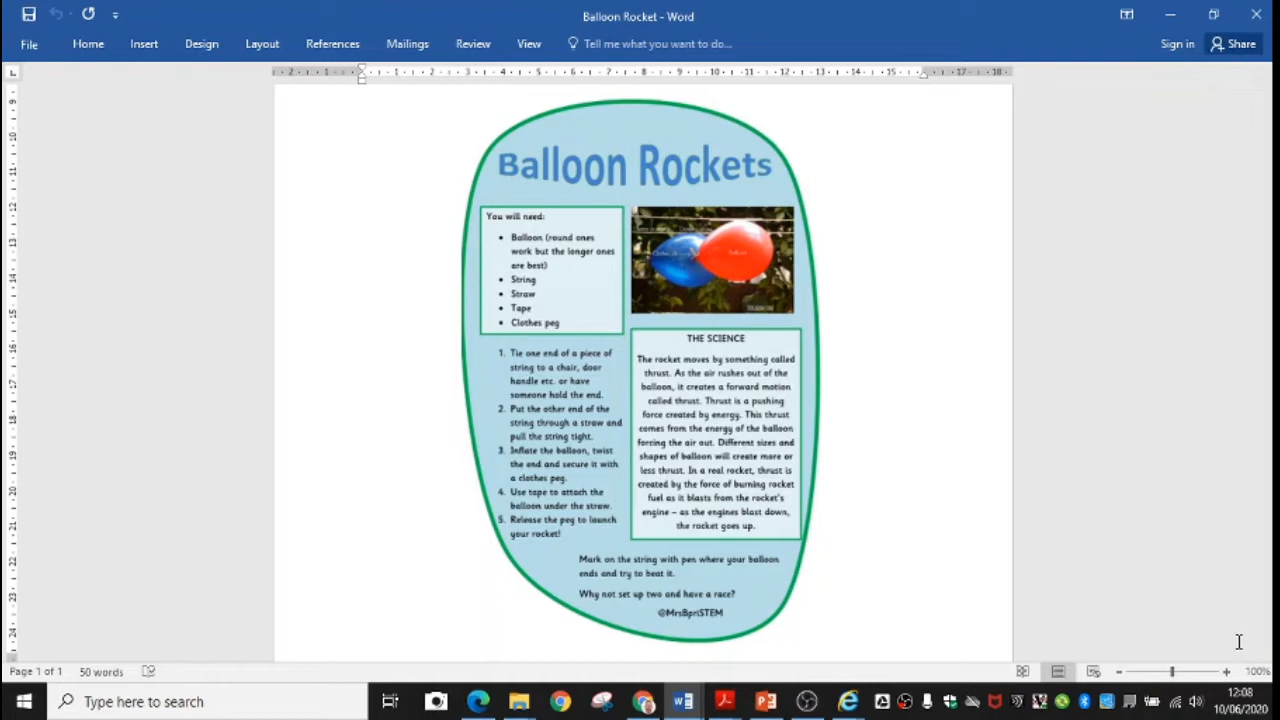 Balloon Rocket - Word
File Home Insert Design Layout References Mailings Review View Tell me what you want to do... Sign in Share
Balloon Rockets
You will need:
• Balloon (round ones
work but the longer ones
are best)
• String
• Straw
• Tape
• Clothes peg
1. Tie one end of a piece of
string to a chair, door
handle etc. or have
someone hold the end.
2. Put the other end of the
string through a straw and
pull the string tight.
3. Inflate the balloon, twist
the end and secure it with
a clothes peg.
4. Use tape to attach the
balloon under the straw.
5. Release the peg to launch
your rocket!
Balloon
THE SCIENCE
The rocket moves by something called
thrust. As the air rushes out of the
balloon, it creates a forward motion
called thrust. Thrust is a pushing
force created by energy. This thrust
comes from the energy of the balloon
forcing the air out. Different sizes and
shapes of balloon will create more or
less thrust. In a real rocket, thrust is
created by the force of burning rocket
fuel as it blasts from the rocket's
engine – as the engines blast down,
the rocket goes up.
Mark on the string with pen where your balloon
ends and try to beat it.
Why not set up two and have a race?
@MrsBpriSTEM
Page 1 of 1 50 words 100%
Type here to search
12:08
10/06/2020